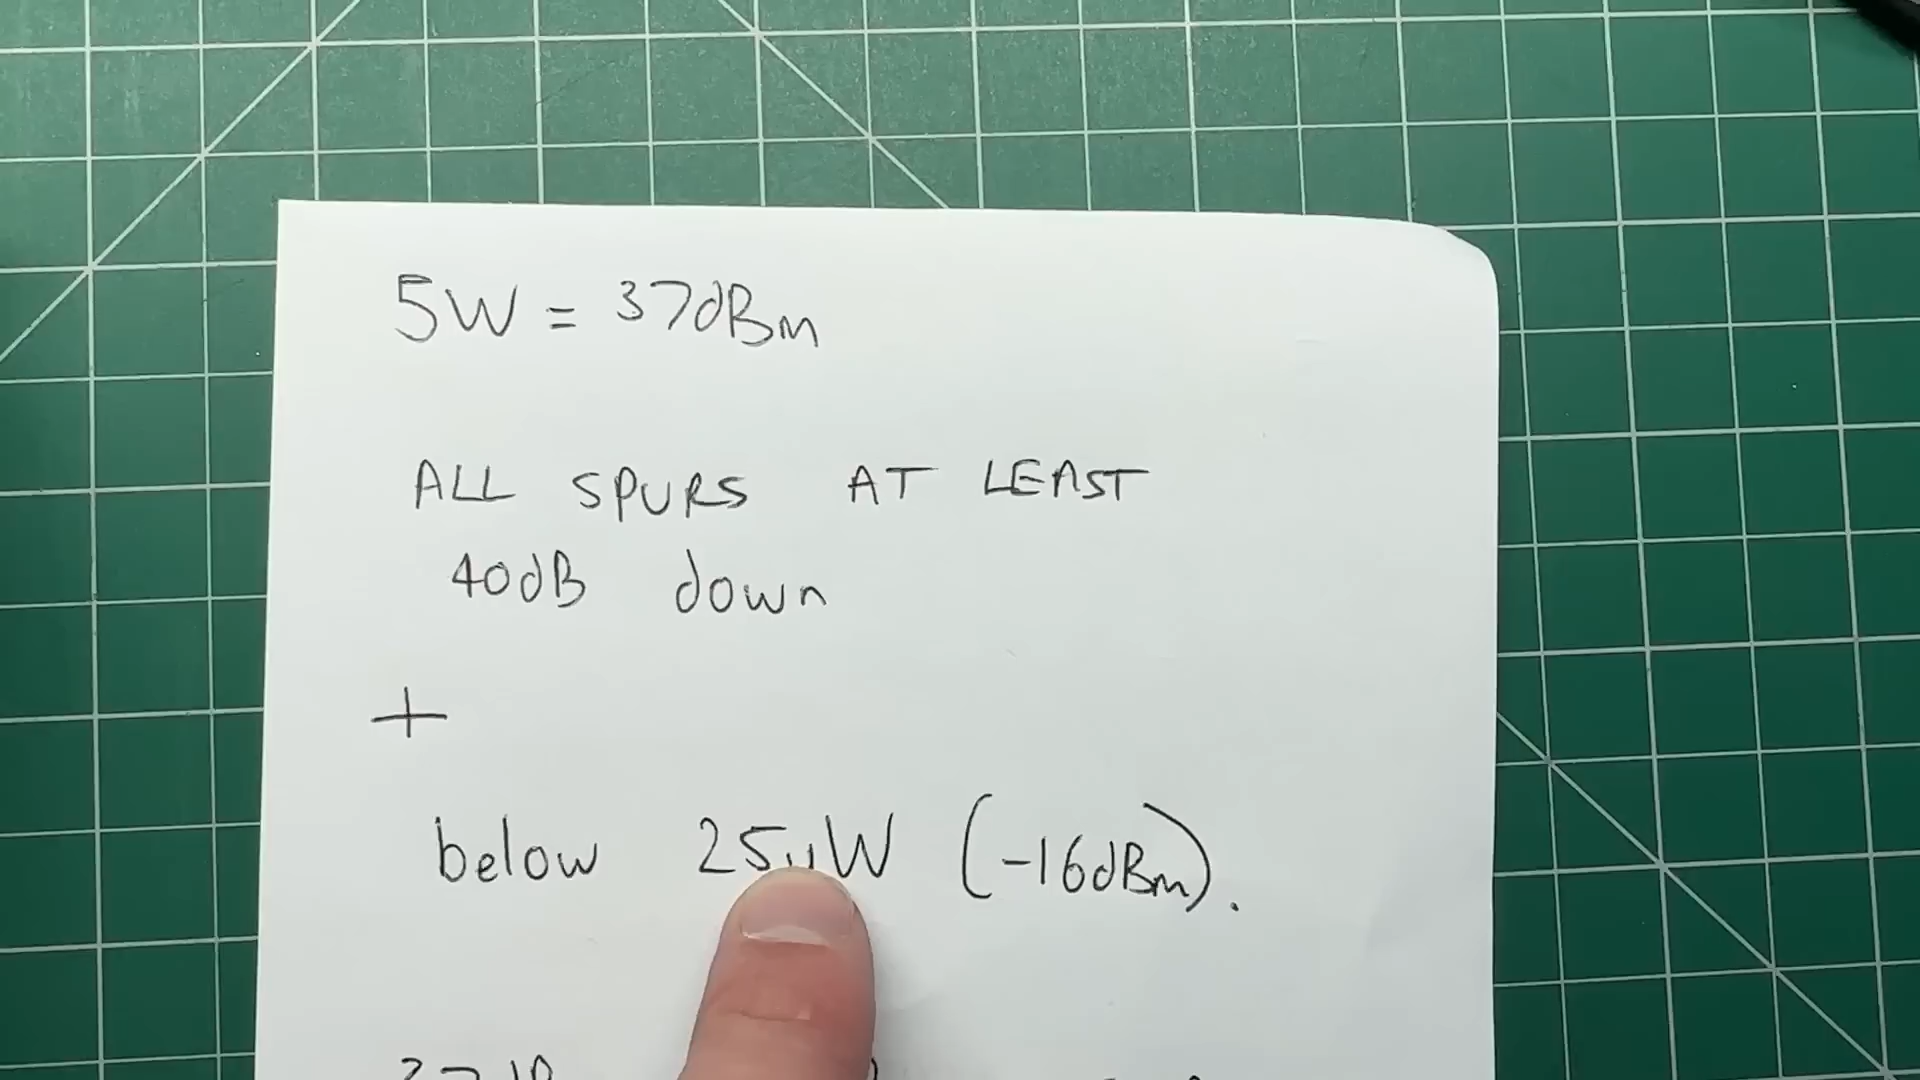 5W = 37dBm
ALL SPURS AT LEAST
40dB down
+
below 25uW (-16dBm).